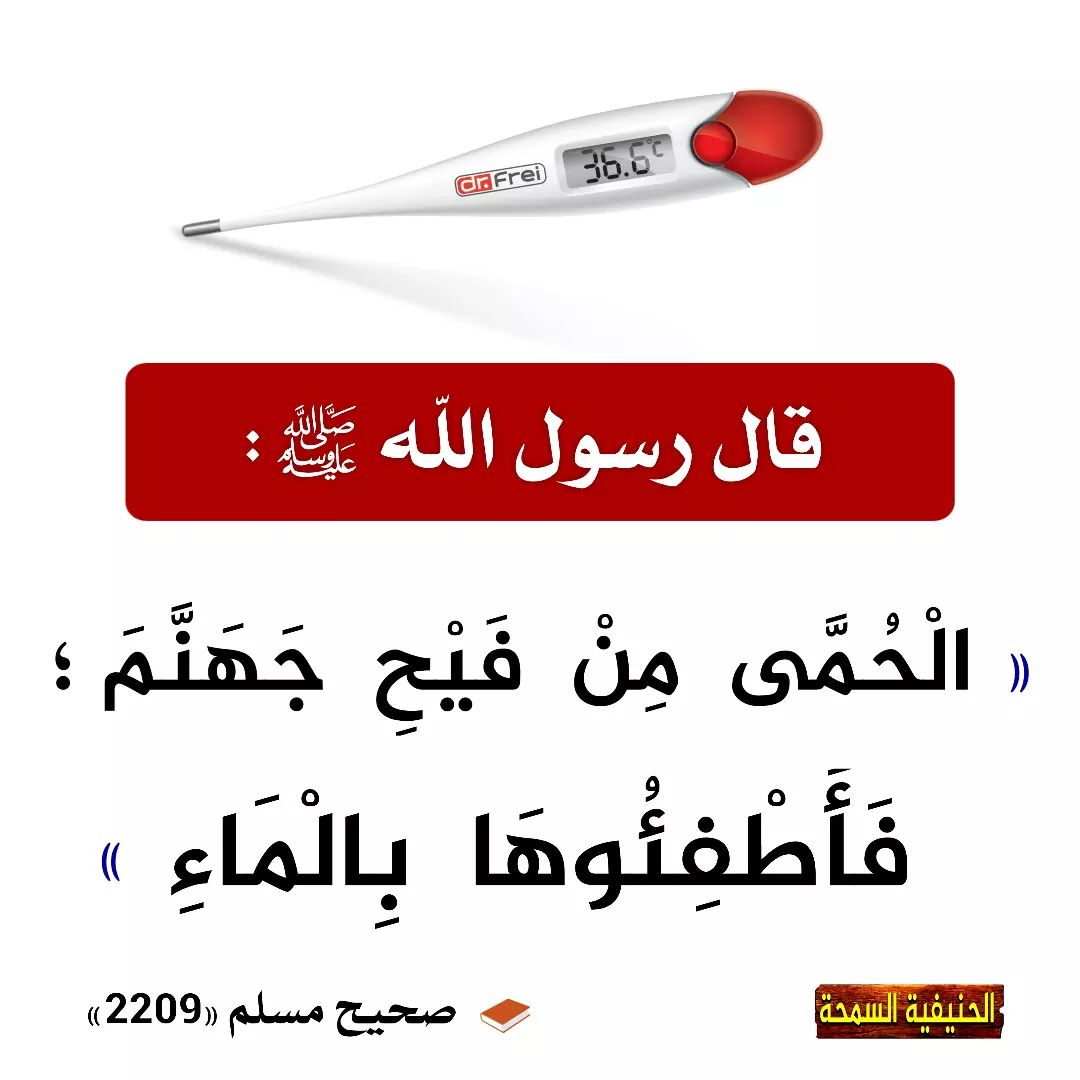 36.6°C
dr.Frei
قال رسول الله ﷺ :
« الْحُمَّى مِنْ فَيْحِ جَهَنَّمَ ؛
فَأَطْفِئُوهَا بِالْمَاءِ »
صحيح مسلم «2209»
الحنيفية السمحة